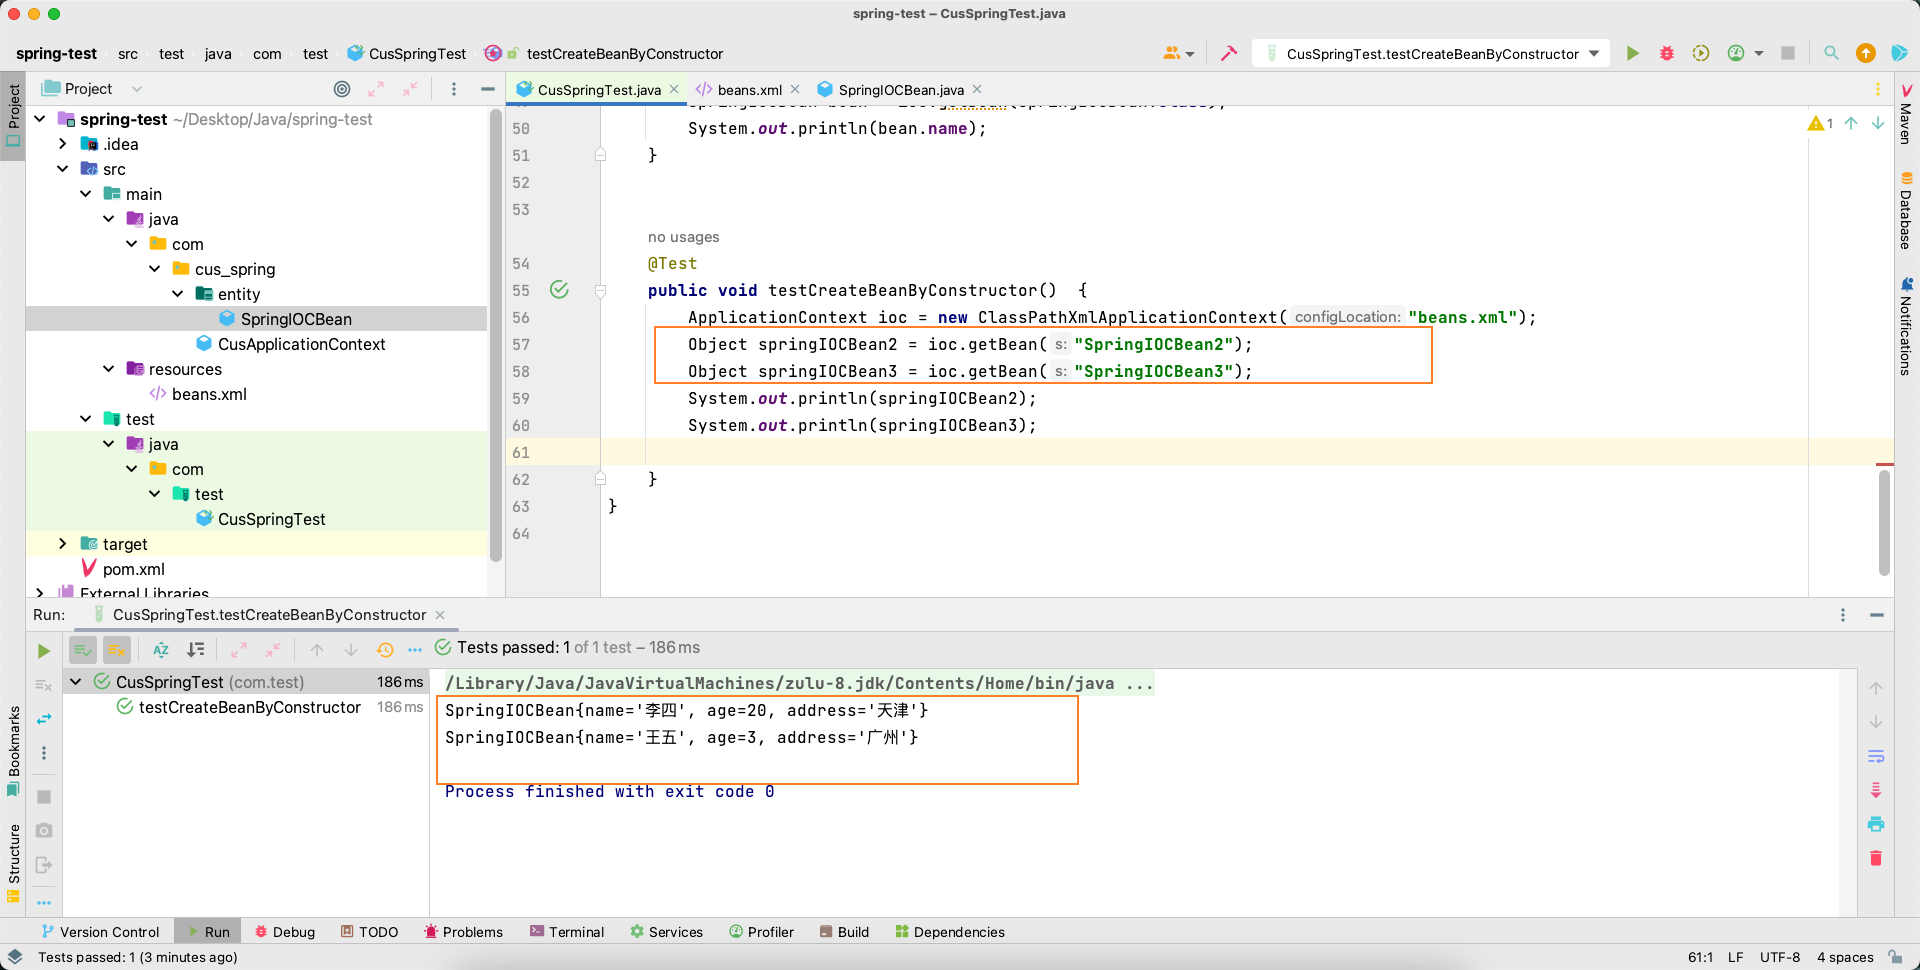 spring-test – CusSpringTest.java
spring-test src test java com test CusSpringTest testCreateBeanByConstructor CusSpringTest.testCreateBeanByConstructor
Project
Project
spring-test ~/Desktop/Java/spring-test
.idea
src
main
java
com
cus_spring
entity
SpringIOCBean
CusApplicationContext
resources
beans.xml
test
java
com
test
CusSpringTest
target
pom.xml
External Libraries
CusSpringTest.java beans.xml SpringIOCBean.java
50 System.out.println(bean.name);
51 }
52
53
no usages
54 @Test
55 public void testCreateBeanByConstructor() {
56 ApplicationContext ioc = new ClassPathXmlApplicationContext( configLocation: "beans.xml");
57 Object springIOCBean2 = ioc.getBean( s: "SpringIOCBean2");
58 Object springIOCBean3 = ioc.getBean( s: "SpringIOCBean3");
59 System.out.println(springIOCBean2);
60 System.out.println(springIOCBean3);
61
62 }
63 }
64
1
Maven
Database
Notifications
Run: CusSpringTest.testCreateBeanByConstructor
Tests passed: 1 of 1 test – 186 ms
CusSpringTest (com.test) 186 ms
testCreateBeanByConstructor 186 ms
/Library/Java/JavaVirtualMachines/zulu-8.jdk/Contents/Home/bin/java ...
SpringIOCBean{name='李四', age=20, address='天津'}
SpringIOCBean{name='王五', age=3, address='广州'}
Process finished with exit code 0
Bookmarks
Structure
Version Control Run Debug TODO Problems Terminal Services Profiler Build Dependencies
Tests passed: 1 (3 minutes ago) 61:1 LF UTF-8 4 spaces